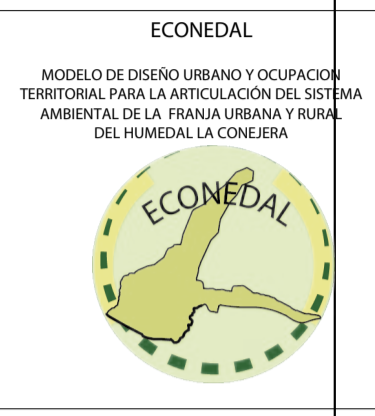 ECONEDAL
MODELO DE DISEÑO URBANO Y OCUPACION
TERRITORIAL PARA LA ARTICULACIÓN DEL SISTEMA
AMBIENTAL DE LA FRANJA URBANA Y RURAL
DEL HUMEDAL LA CONEJERA
ECONEDAL